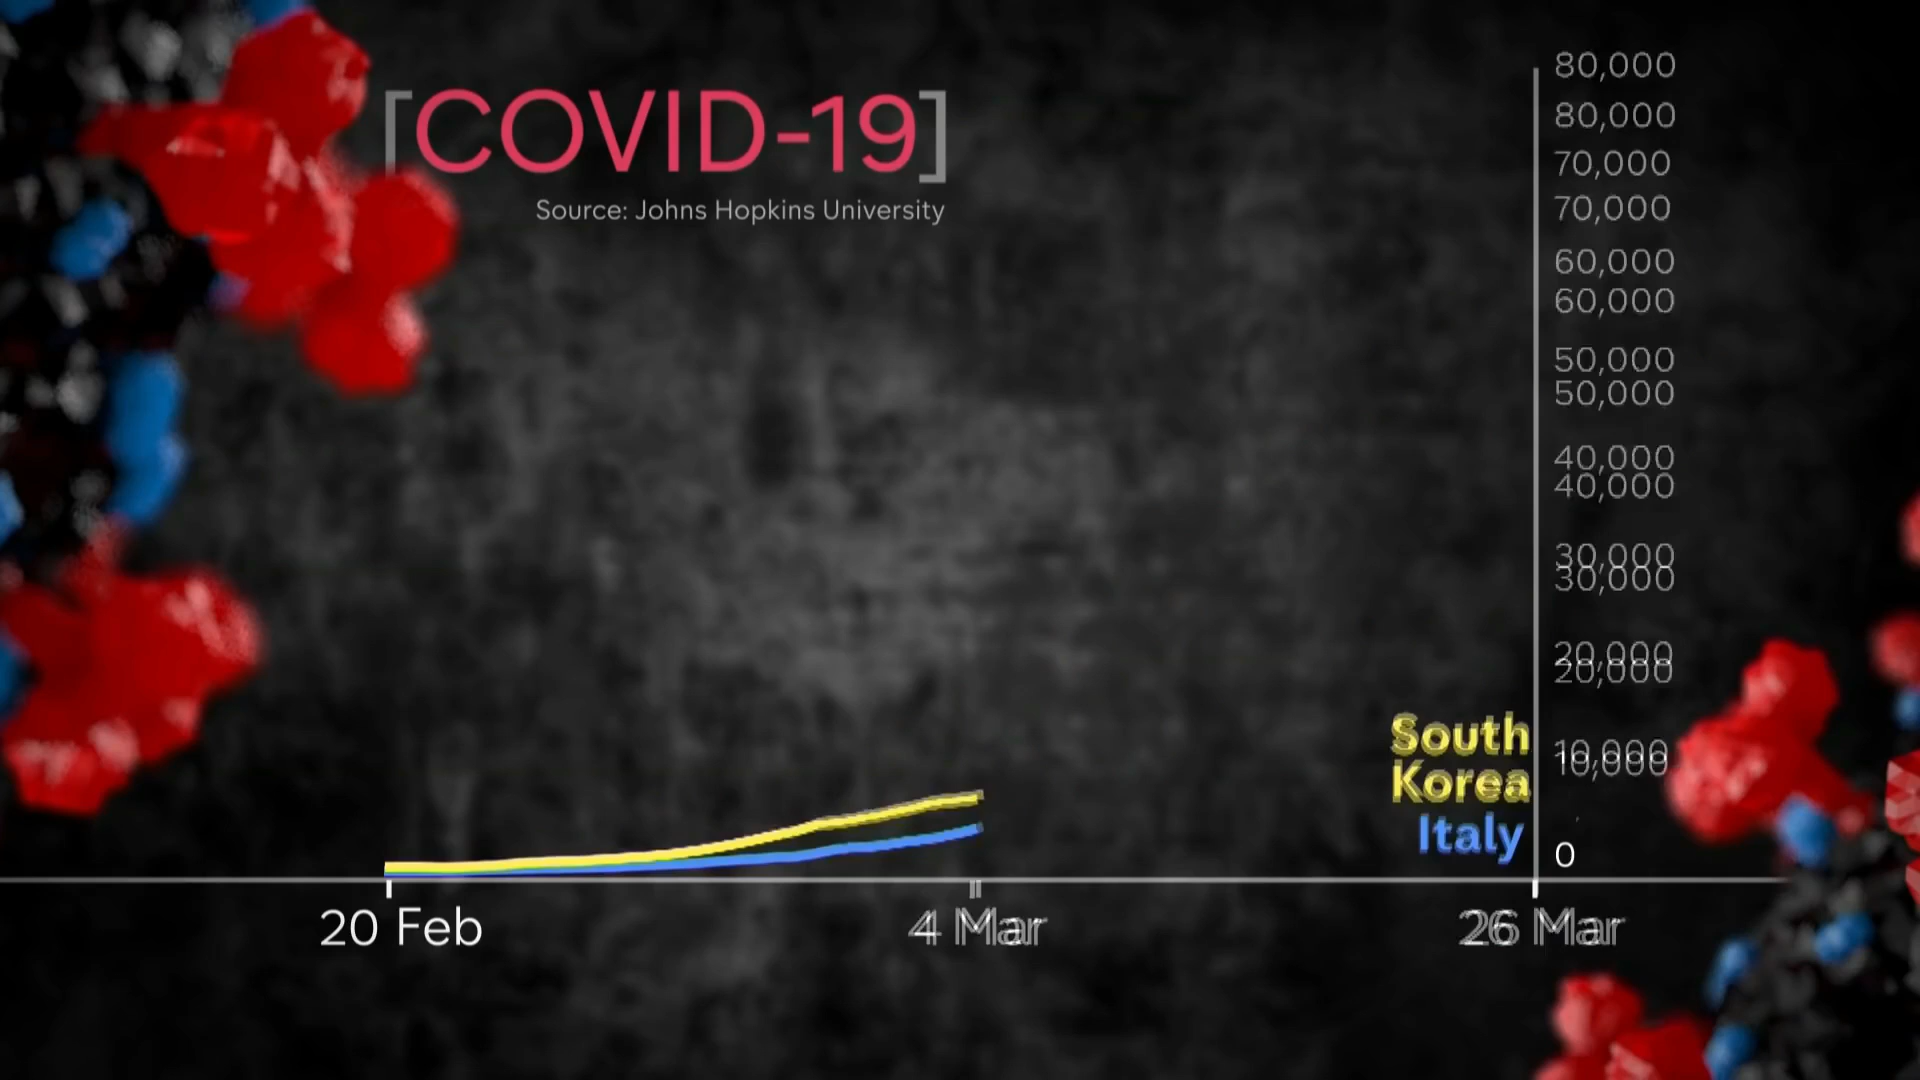 [COVID-19]
Source: Johns Hopkins University
80,000
80,000
70,000
70,000
60,000
60,000
50,000
50,000
40,000
40,000
30,000
30,000
20,000
20,000
10,000
10,000
0
South
Korea
Italy
20 Feb
4 Mar
26 Mar